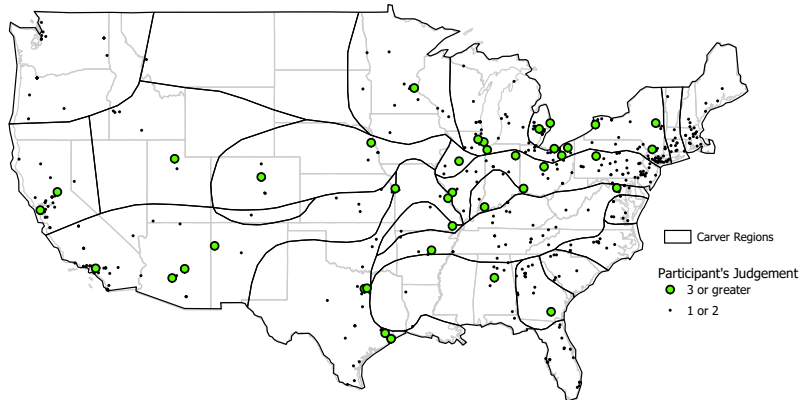 Carver Regions
Participant's Judgement
3 or greater
1 or 2